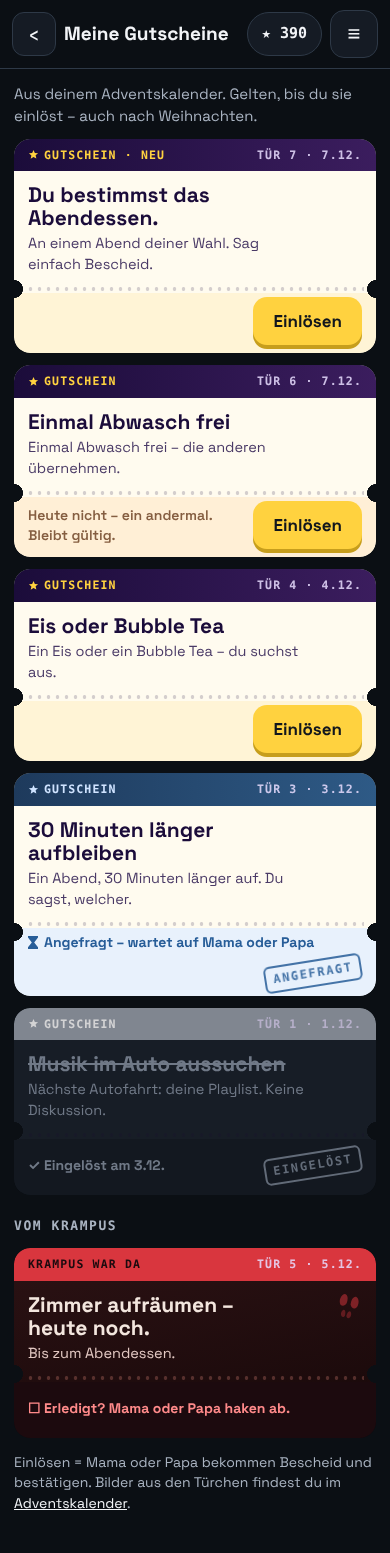 <
Meine Gutscheine
★ 390
≡
Aus deinem Adventskalender. Gelten, bis du sie
einlöst – auch nach Weihnachten.
★ GUTSCHEIN · NEU
TÜR 7 · 7.12.
Du bestimmst das
Abendessen.
An einem Abend deiner Wahl. Sag
einfach Bescheid.
Einlösen
★ GUTSCHEIN
TÜR 6 · 7.12.
Einmal Abwasch frei
Einmal Abwasch frei – die anderen
übernehmen.
Heute nicht – ein andermal.
Bleibt gültig.
Einlösen
★ GUTSCHEIN
TÜR 4 · 4.12.
Eis oder Bubble Tea
Ein Eis oder ein Bubble Tea – du suchst
aus.
Einlösen
★ GUTSCHEIN
TÜR 3 · 3.12.
30 Minuten länger
aufbleiben
Ein Abend, 30 Minuten länger auf. Du
sagst, welcher.
⧗ Angefragt – wartet auf Mama oder Papa
ANGEFRAGT
★ GUTSCHEIN
TÜR 1 · 1.12.
Musik im Auto aussuchen
Nächste Autofahrt: deine Playlist. Keine
Diskussion.
✓ Eingelöst am 3.12.
EINGELÖST
VOM KRAMPUS
KRAMPUS WAR DA
TÜR 5 · 5.12.
Zimmer aufräumen –
heute noch.
Bis zum Abendessen.
☐ Erledigt? Mama oder Papa haken ab.
Einlösen = Mama oder Papa bekommen Bescheid und
bestätigen. Bilder aus den Türchen findest du im
Adventskalender.